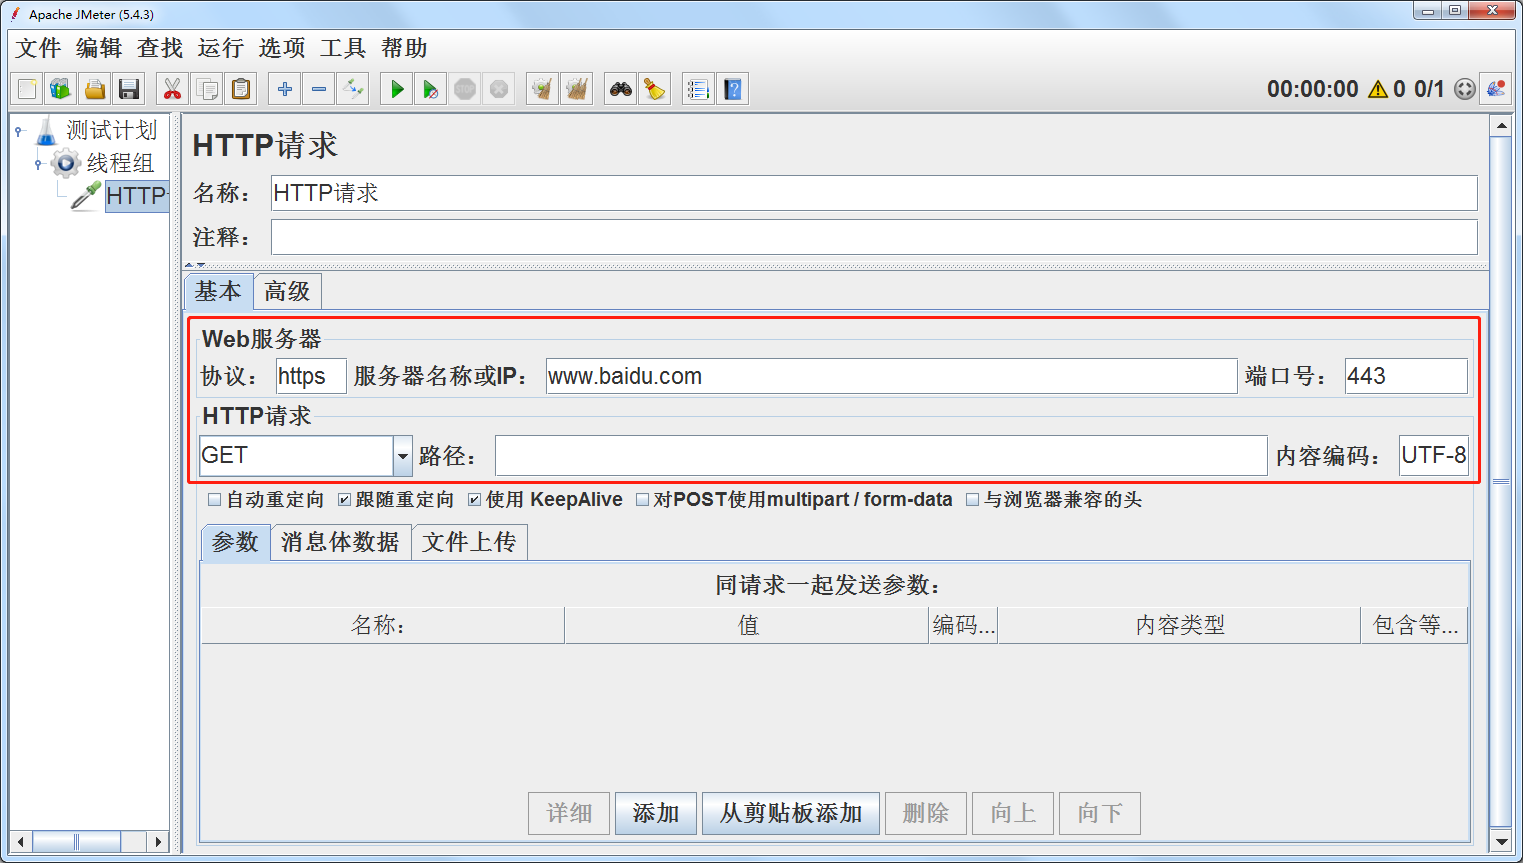 Apache JMeter (5.4.3)
文件 编辑 查找 运行 选项 工具 帮助
STOP 00:00:00 0 0/1
测试计划
线程组
HTTP
HTTP请求
名称： HTTP请求
注释：
基本 高级
Web服务器
协议： https 服务器名称或IP： www.baidu.com 端口号： 443
HTTP请求
GET 路径： 内容编码： UTF-8
自动重定向 跟随重定向 使用 KeepAlive 对POST使用multipart / form-data 与浏览器兼容的头
参数 消息体数据 文件上传
同请求一起发送参数：
名称： 值 编码... 内容类型 包含等...
详细 添加 从剪贴板添加 删除 向上 向下